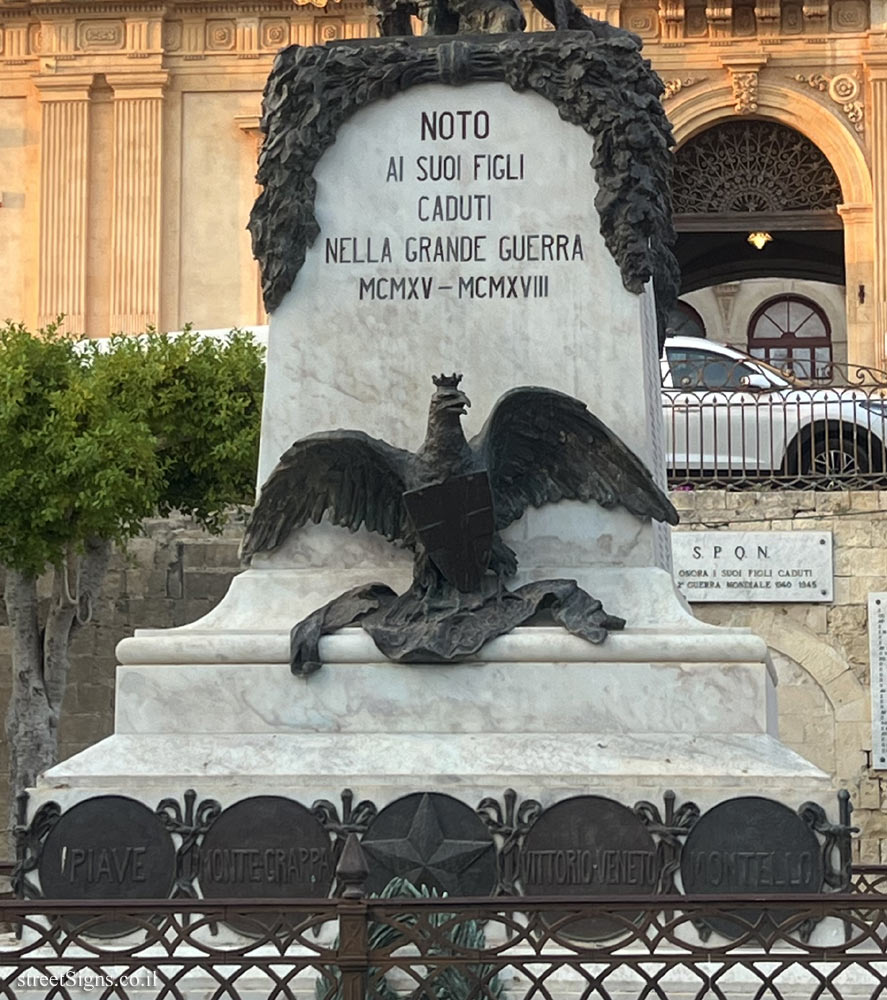 NOTO
AI SUOI FIGLI
CADUTI
NELLA GRANDE GUERRA
MCMXV – MCMXVIII
S.P.Q.N.
ONORA I SUOI FIGLI CADUTI
GUERRA MONDIALE 1940 1945
PIAVE
MONTE·GRAPPA
VITTORIO·VENETO
MONTELLO
streetSigns.co.il